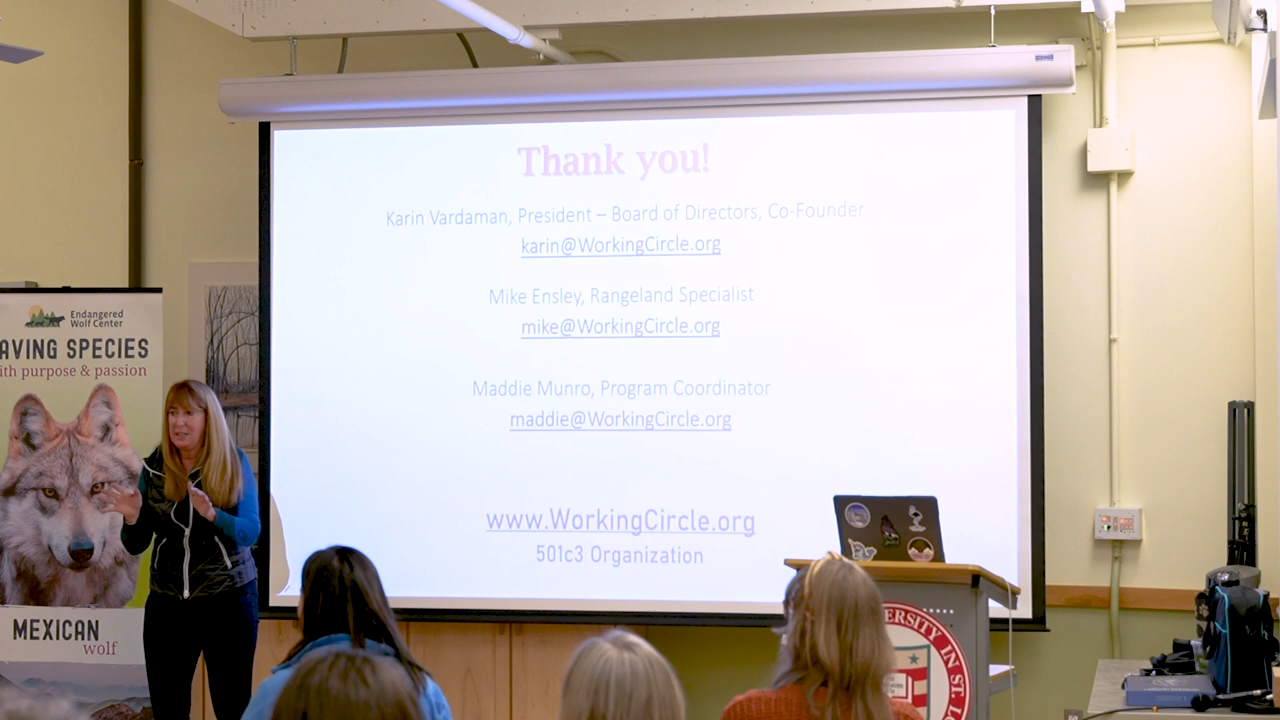 Thank you!
Karin Vardaman, President – Board of Directors, Co-Founder
karin@WorkingCircle.org
Mike Ensley, Rangeland Specialist
mike@WorkingCircle.org
Maddie Munro, Program Coordinator
maddie@WorkingCircle.org
www.WorkingCircle.org
501c3 Organization
Endangered
Wolf Center
AVING SPECIES
ith purpose & passion
MEXICAN
wolf
ERSITY IN ST. LO